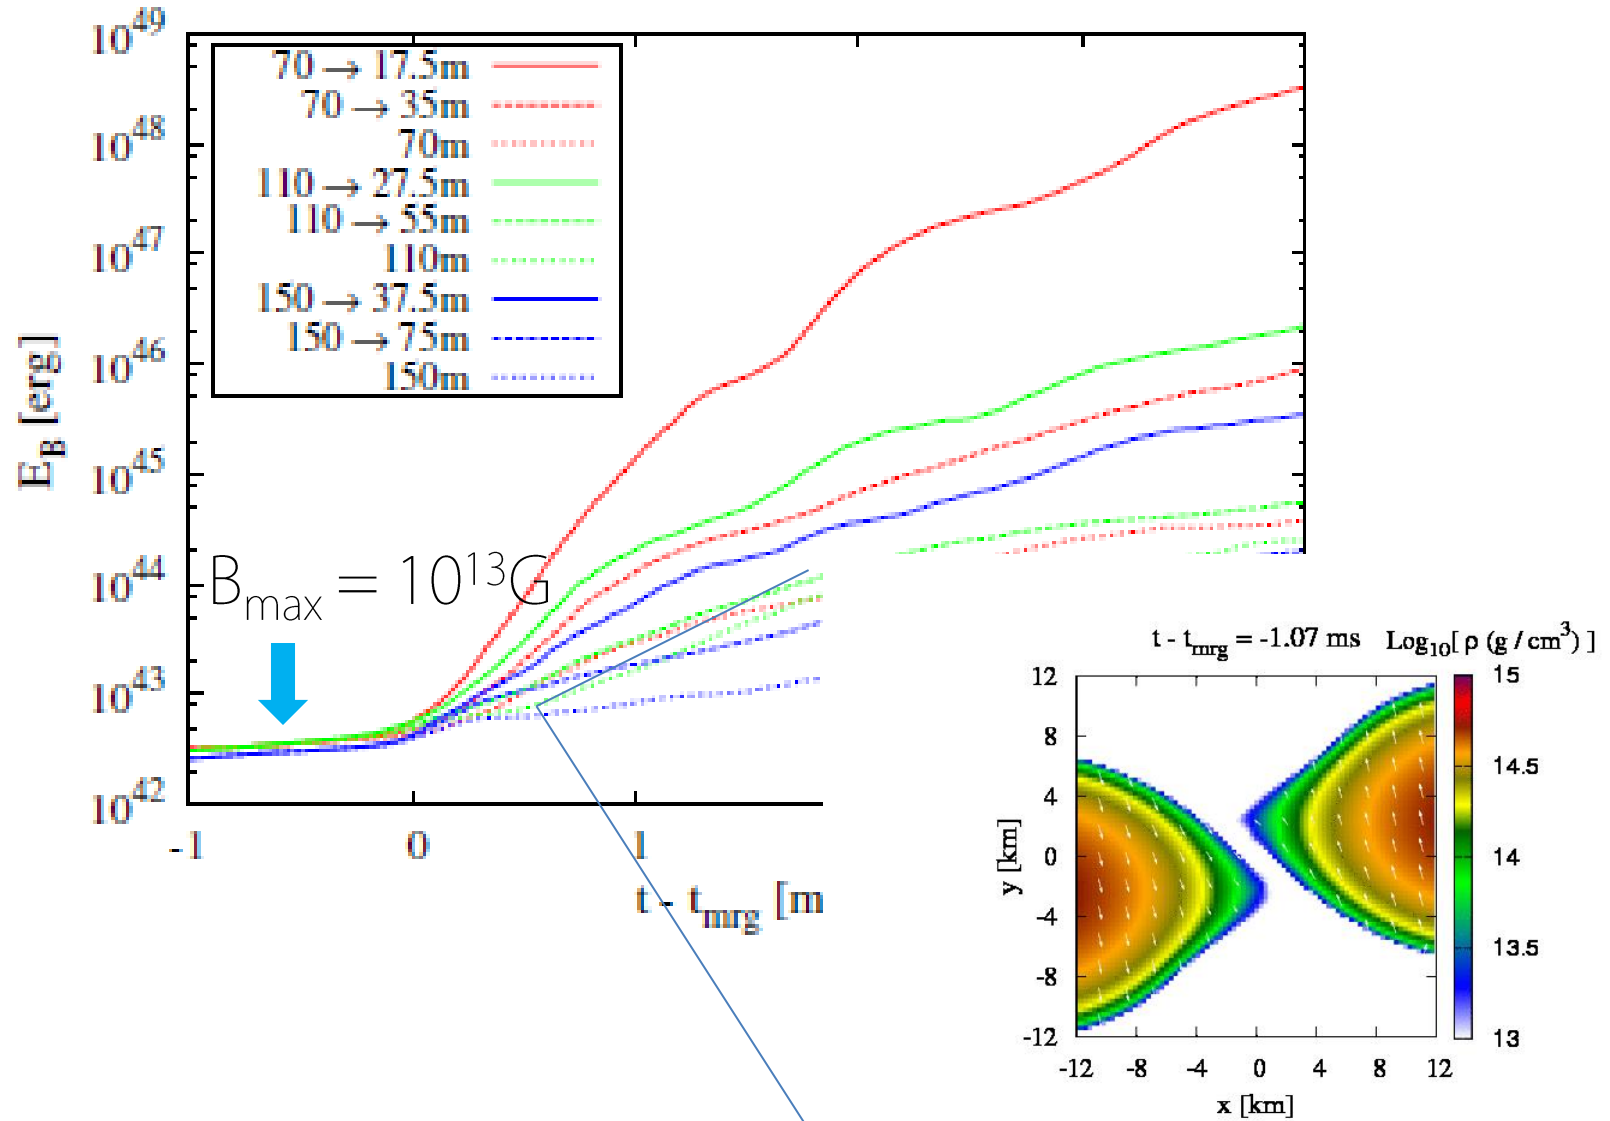 10^49
10^48
10^47
10^46
10^45
10^44
10^43
10^42
E_B [erg]
70 → 17.5m
70 → 35m
70m
110 → 27.5m
110 → 55m
110m
150 → 37.5m
150 → 75m
150m
B_max = 10^13G
-1 0 1
t - t_mrg [m
t - t_mrg = -1.07 ms Log_10[ ρ (g / cm^3) ]
12
8
4
0
-4
-8
-12
y [km]
-12 -8 -4 0 4 8 12
x [km]
15
14.5
14
13.5
13